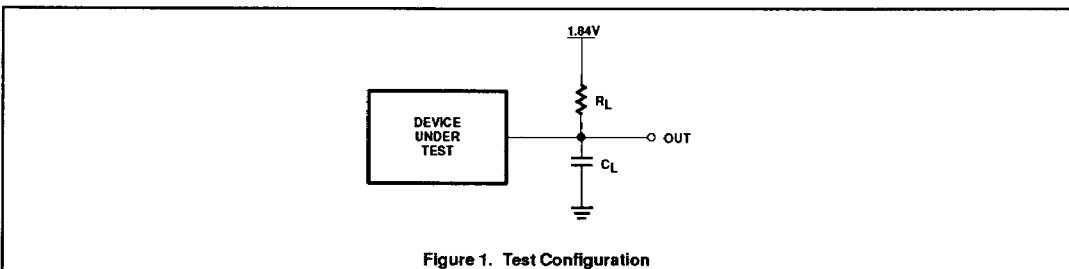 1.84V
RL
DEVICE
UNDER
TEST
OUT
CL
Figure 1. Test Configuration